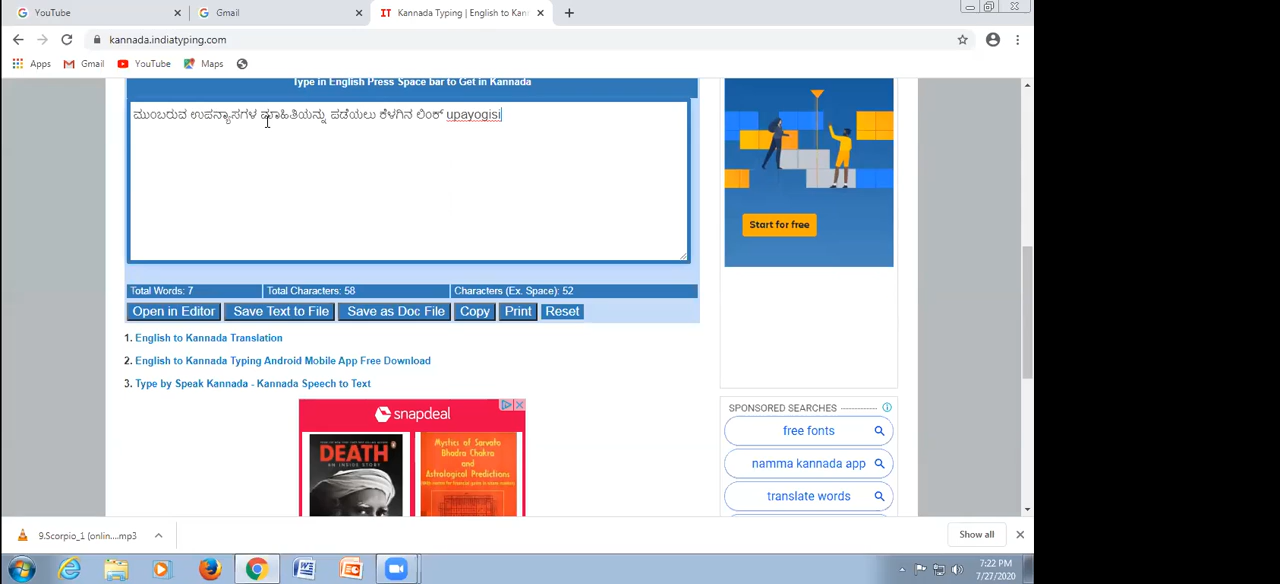 YouTube
Gmail
IT Kannada Typing | English to Kan
kannada.indiatyping.com
Apps Gmail YouTube Maps
Type in English Press Space bar to Get in Kannada
ಮುಂಬರುವ ಉಪನ್ಯಾಸಗಳ ಮಾಹಿತಿಯನ್ನು ಪಡೆಯಲು ಕೆಳಗಿನ ಲಿಂಕ್ upayogisi
Total Words: 7 Total Characters: 58 Characters (Ex. Space): 52
Open in Editor Save Text to File Save as Doc File Copy Print Reset
1. English to Kannada Translation
2. English to Kannada Typing Android Mobile App Free Download
3. Type by Speak Kannada - Kannada Speech to Text
snapdeal
DEATH
AN INSIDE STORY
Mystics of Sarvato
Bhadra Chakra
and
Astrological Predictions
Start for free
SPONSORED SEARCHES
free fonts
namma kannada app
translate words
9.Scorpio_1 (onlin....mp3
Show all
7:22 PM
7/27/2020